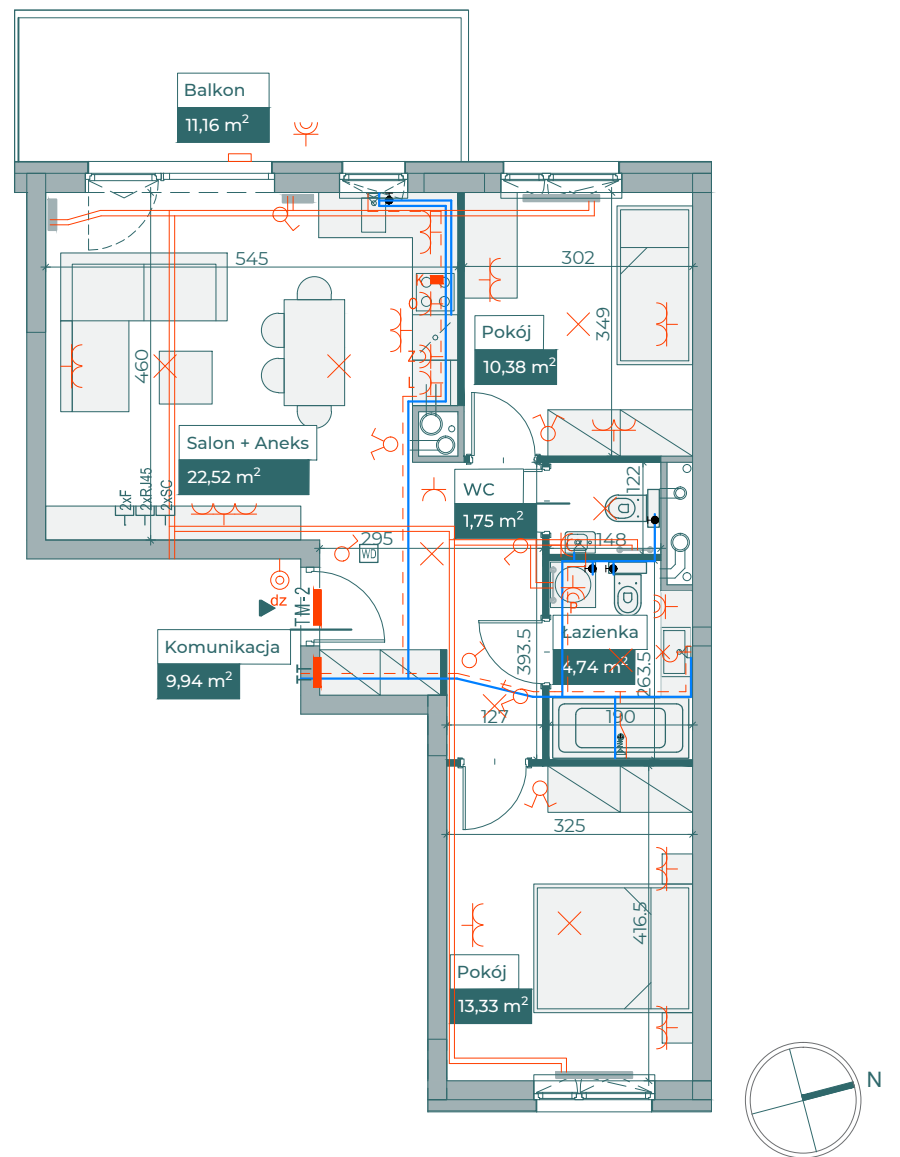 Balkon
11,16 m²
545
302
K
O
349
Pokój
10,38 m²
Z
460
L
Salon + Aneks
22,52 m²
2xF
2xRJ45
2xSC
WC
1,75 m²
122
295
WD
148
dz
TM-2
P
Łazienka
4,74 m²
393.5
263.5
Komunikacja
9,94 m²
TT
127
190
325
416.5
Pokój
13,33 m²
N